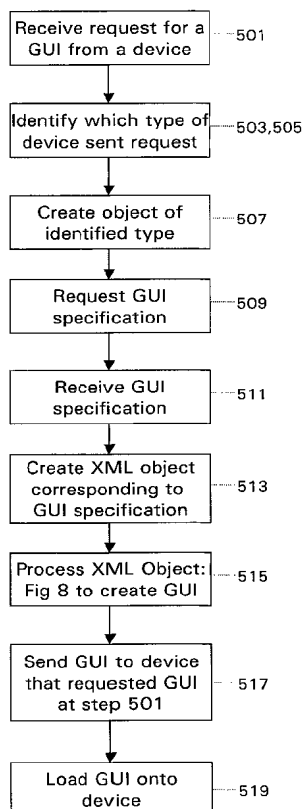 Receive request for a
GUI from a device
501
Identify which type of
device sent request
503,505
Create object of
identified type
507
Request GUI
specification
509
Receive GUI
specification
511
Create XML object
corresponding to
GUI specification
513
Process XML Object:
Fig 8 to create GUI
515
Send GUI to device
that requested GUI
at step 501
517
Load GUI onto
device
519